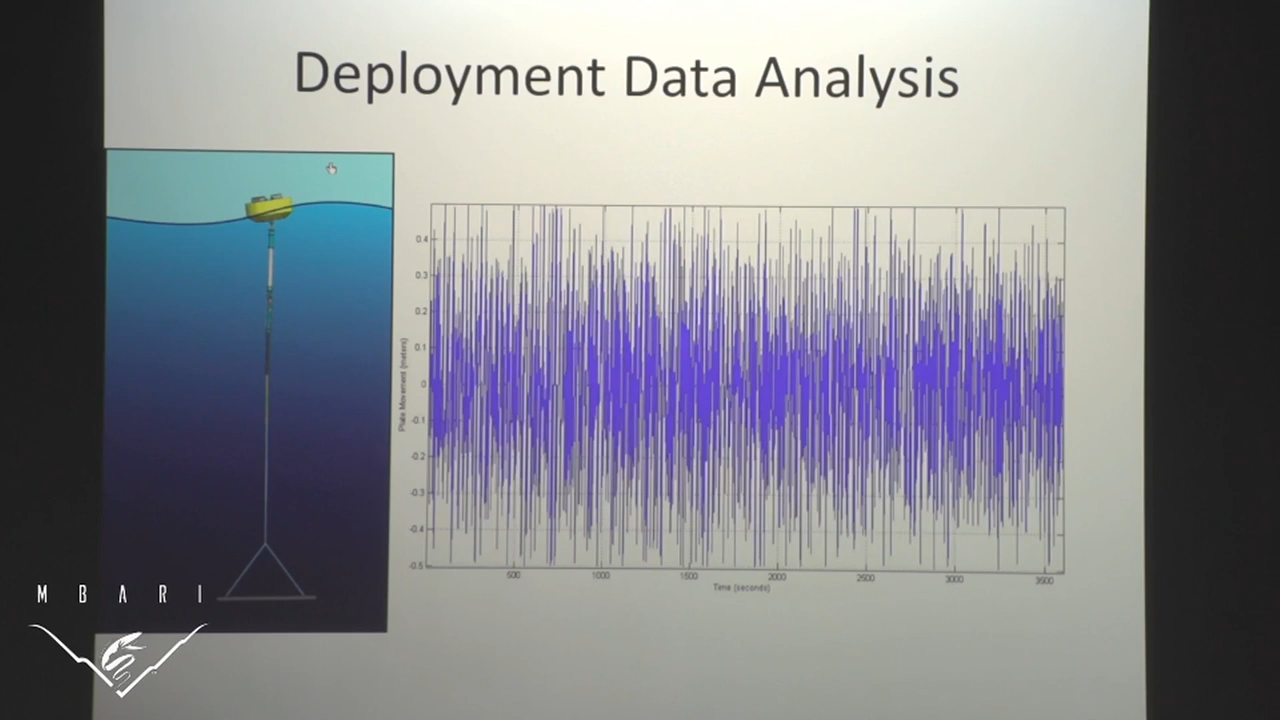 Deployment Data Analysis
0.4
0.3
0.2
0.1
0
-0.1
-0.2
-0.3
-0.4
-0.5
Plate Movement (meters)
500 1000 1500 2000 2500 3000 3500
Time (seconds)
M B A R I